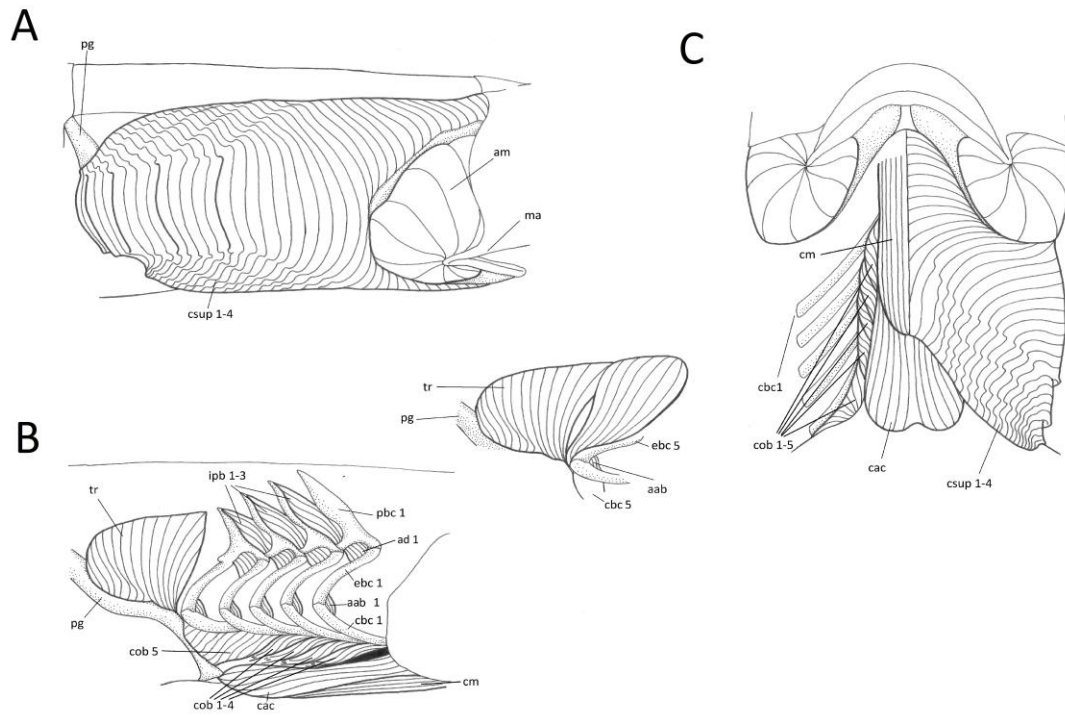 A
pg
am
ma
csup 1-4
C
cm
cbc1
cob 1-5
cac
csup 1-4
tr
pg
ebc 5
aab
cbc 5
B
tr
ipb 1-3
pbc 1
ad 1
ebc 1
aab 1
cbc 1
pg
cob 5
cob 1-4
cac
cm